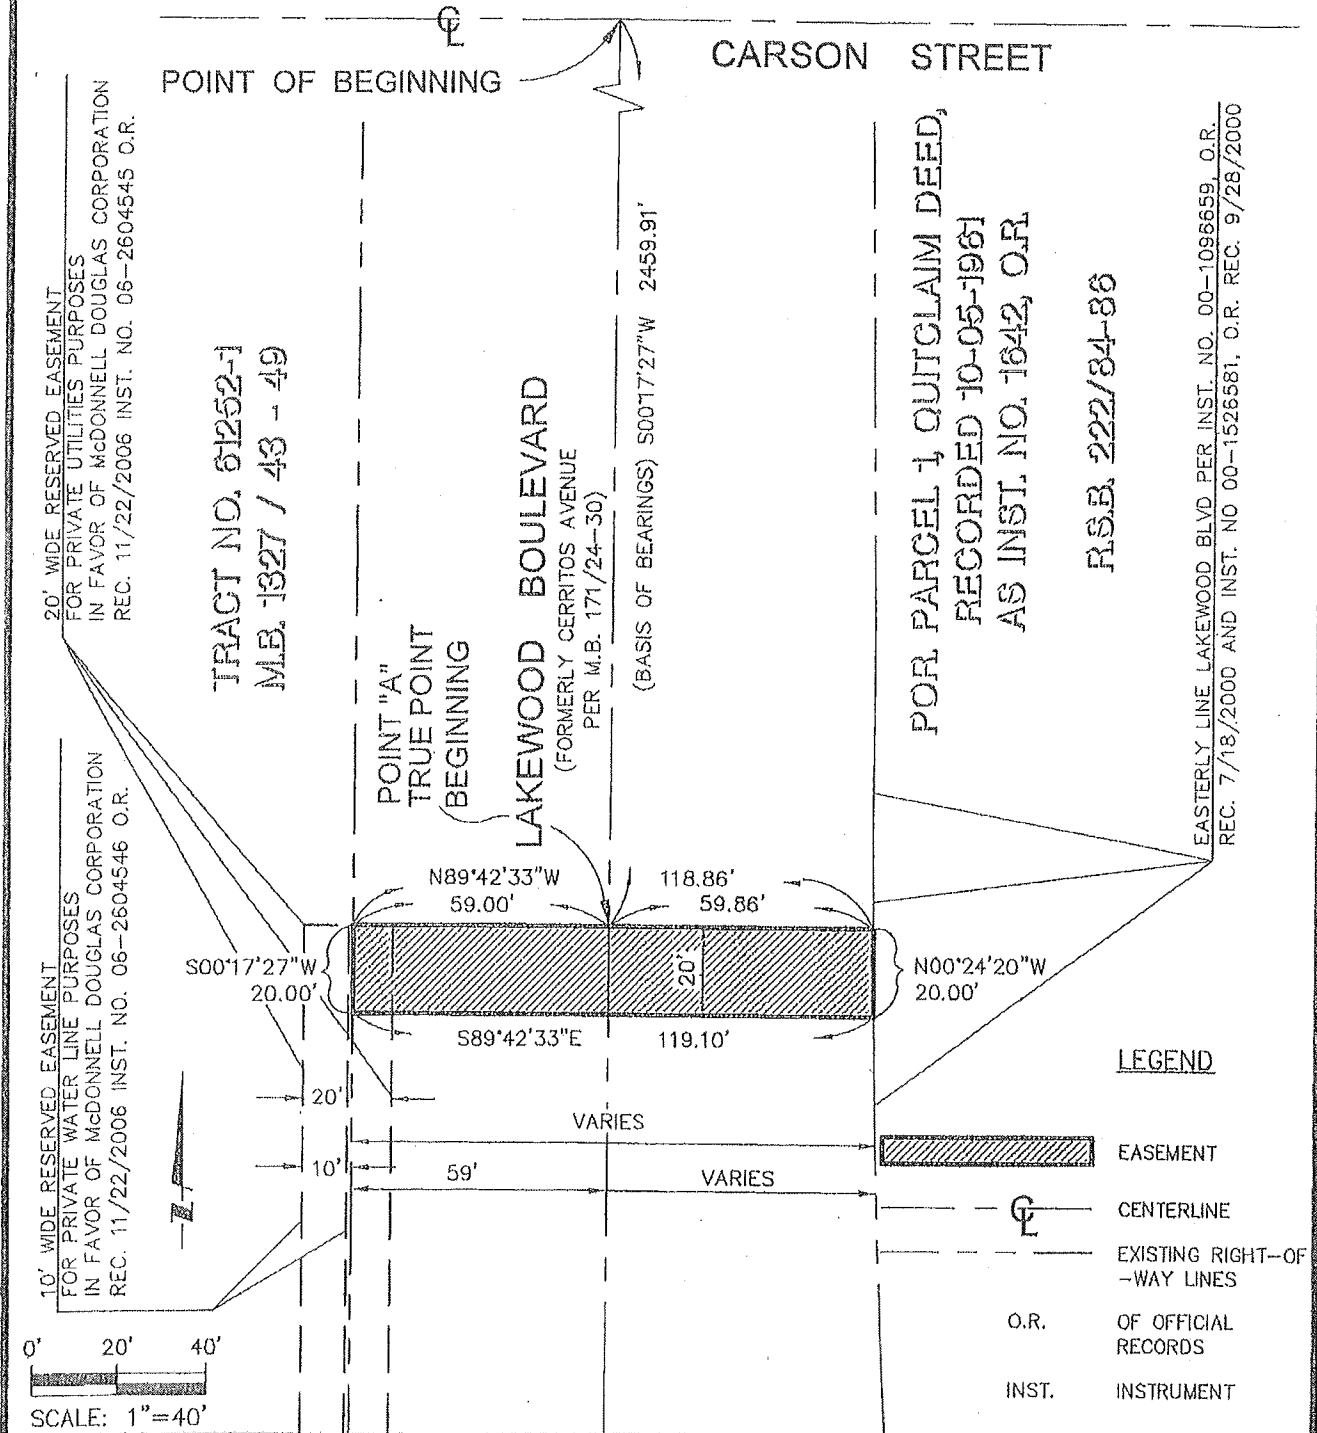 ℄
CARSON STREET
POINT OF BEGINNING
20' WIDE RESERVED EASEMENT
FOR PRIVATE UTILITIES PURPOSES
IN FAVOR OF McDONNELL DOUGLAS CORPORATION
REC. 11/22/2006 INST. NO. 06-2604545 O.R.
TRACT NO. 61252-1
M.B. 1327 / 43 - 49
POINT "A"
TRUE POINT
BEGINNING
LAKEWOOD BOULEVARD
(FORMERLY CERRITOS AVENUE
PER M.B. 171/24-30)
(BASIS OF BEARINGS) S00°17'27"W 2459.91'
POR. PARCEL 1, QUITCLAIM DEED,
RECORDED 10-05-1981
AS INST. NO. 1642, O.R.
R.S.B. 222/84-86
EASTERLY LINE LAKEWOOD BLVD PER INST. NO. 00-1096659, O.R.
REC. 7/18/2000 AND INST. NO 00-1526581, O.R. REC. 9/28/2000
10' WIDE RESERVED EASEMENT
FOR PRIVATE WATER LINE PURPOSES
IN FAVOR OF McDONNELL DOUGLAS CORPORATION
REC. 11/22/2006 INST. NO. 06-2604546 O.R.
N89°42'33"W 118.86'
59.00' 59.86'
S00°17'27"W
20.00'
20'
N00°24'20"W
20.00'
S89°42'33"E 119.10'
20'
VARIES
10'
59'
VARIES
Z
LEGEND
EASEMENT
℄ CENTERLINE
EXISTING RIGHT-OF
-WAY LINES
O.R. OF OFFICIAL
RECORDS
INST. INSTRUMENT
0' 20' 40'
SCALE: 1"=40'